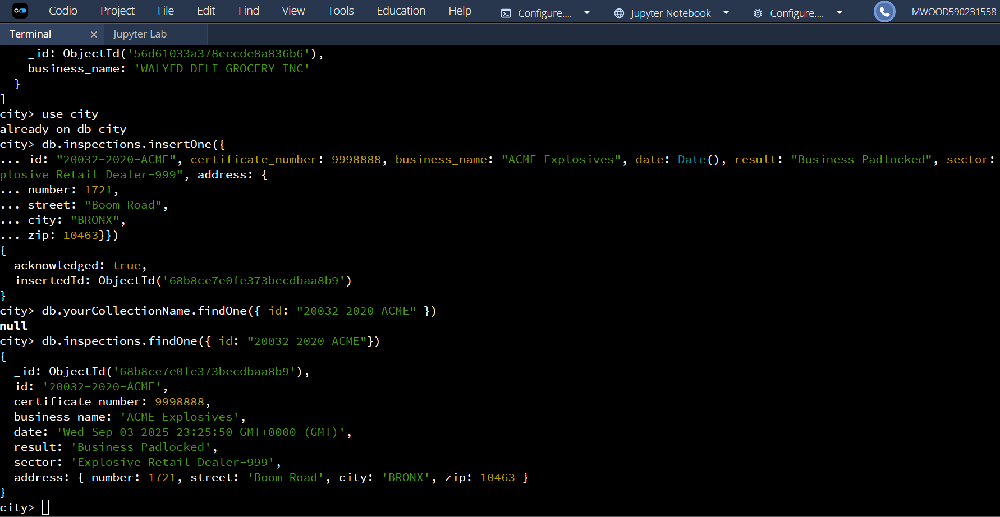 CO Codio Project File Edit Find View Tools Education Help Configure.... Jupyter Notebook Configure.... MWOOD590231558
Terminal × Jupyter Lab
_id: ObjectId('56d61033a378eccde8a836b6'),
business_name: 'WALYED DELI GROCERY INC'
}
]
city> use city
already on db city
city> db.inspections.insertOne({
... id: "20032-2020-ACME", certificate_number: 9998888, business_name: "ACME Explosives", date: Date(), result: "Business Padlocked", sector:
plosive Retail Dealer-999", address: {
... number: 1721,
... street: "Boom Road",
... city: "BRONX",
... zip: 10463}})
{
acknowledged: true,
insertedId: ObjectId('68b8ce7e0fe373becdbaa8b9')
}
city> db.yourCollectionName.findOne({ id: "20032-2020-ACME" })
null
city> db.inspections.findOne({ id: "20032-2020-ACME"})
{
_id: ObjectId('68b8ce7e0fe373becdbaa8b9'),
id: '20032-2020-ACME',
certificate_number: 9998888,
business_name: 'ACME Explosives',
date: 'Wed Sep 03 2025 23:25:50 GMT+0000 (GMT)',
result: 'Business Padlocked',
sector: 'Explosive Retail Dealer-999',
address: { number: 1721, street: 'Boom Road', city: 'BRONX', zip: 10463 }
}
city>